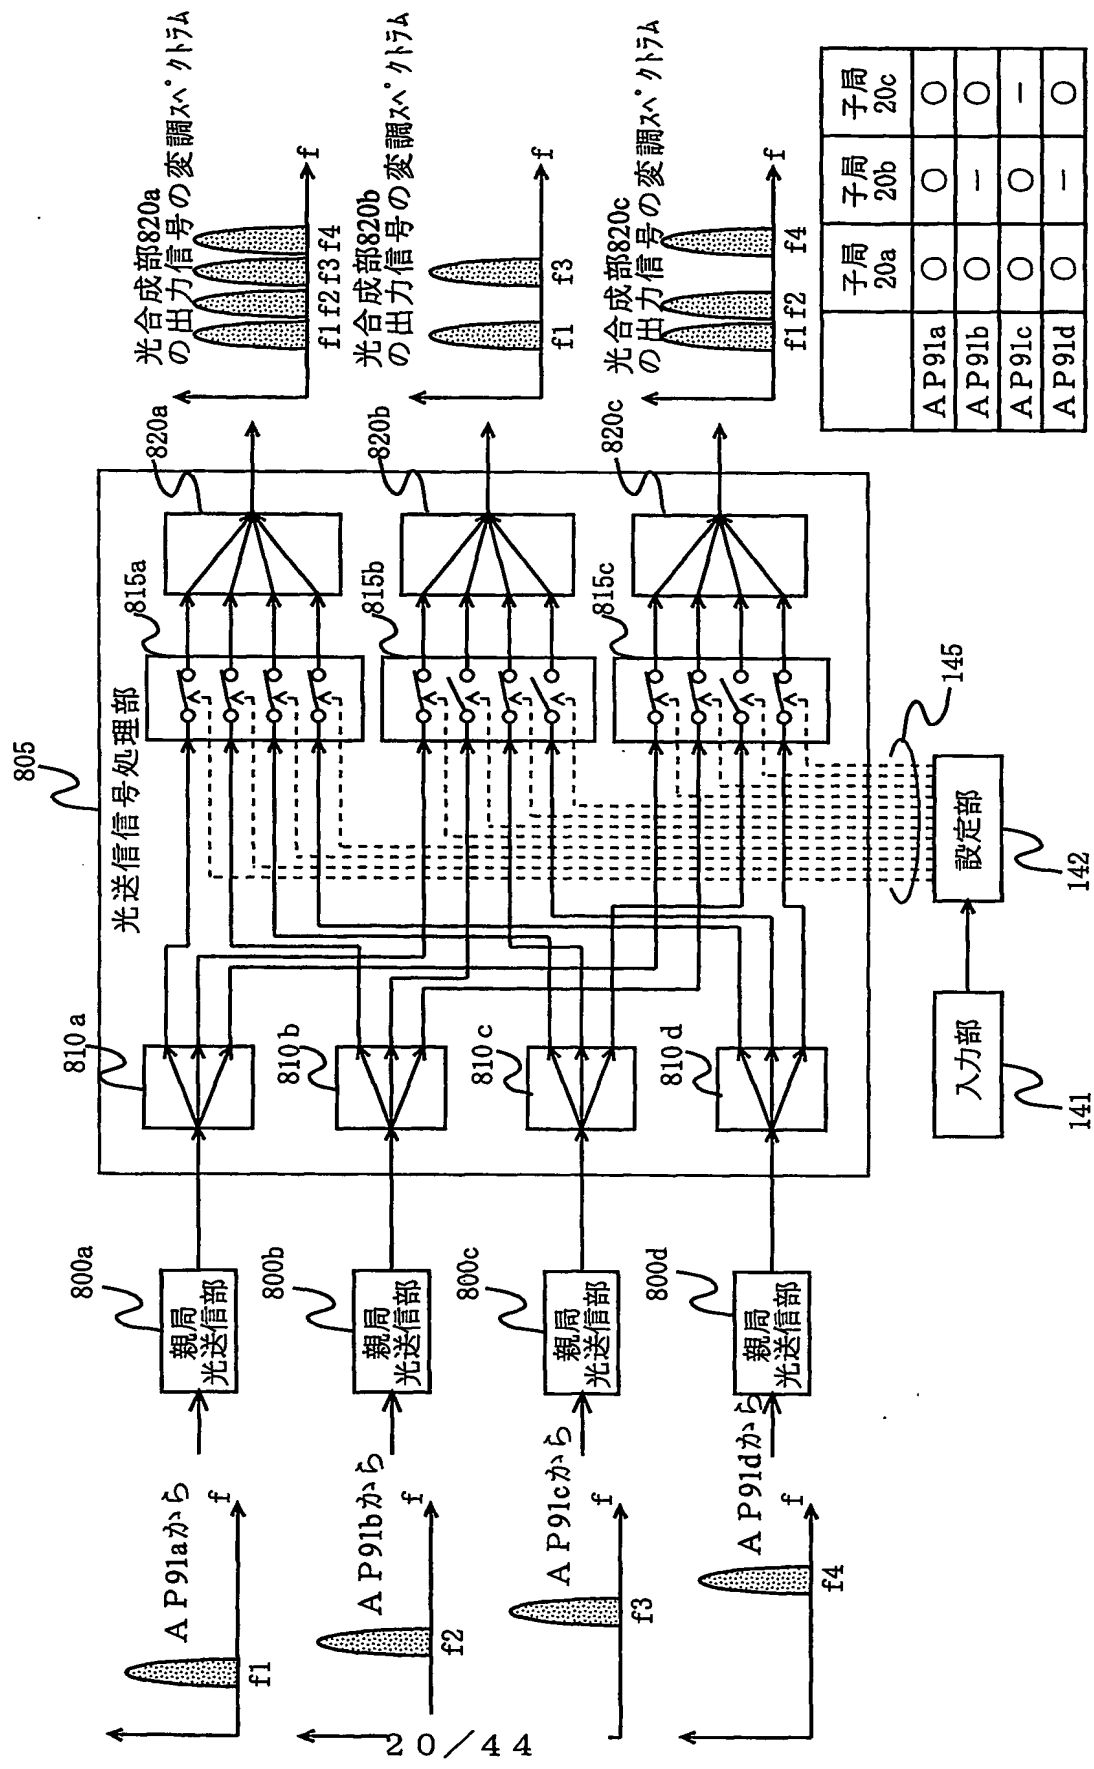 AP91aから
f
f1
AP91bから
f
f2
AP91cから
f
f3
AP91dから
f
f4
800a
親局
光送信部
800b
親局
光送信部
800c
親局
光送信部
800d
親局
光送信部
805
光送信信号処理部
810a
810b
810c
810d
815a
815b
815c
820a
820b
820c
145
入力部
141
設定部
142
光合成部820a
の出力信号の変調スペクトラム
f
f1 f2 f3 f4
光合成部820b
の出力信号の変調スペクトラム
f
f1 f3
光合成部820c
の出力信号の変調スペクトラム
f
f1 f2 f4
子局 子局 子局
20a 20b 20c
AP91a ○ ○ ○
AP91b ○ － ○
AP91c ○ ○ －
AP91d ○ － ○
20/44